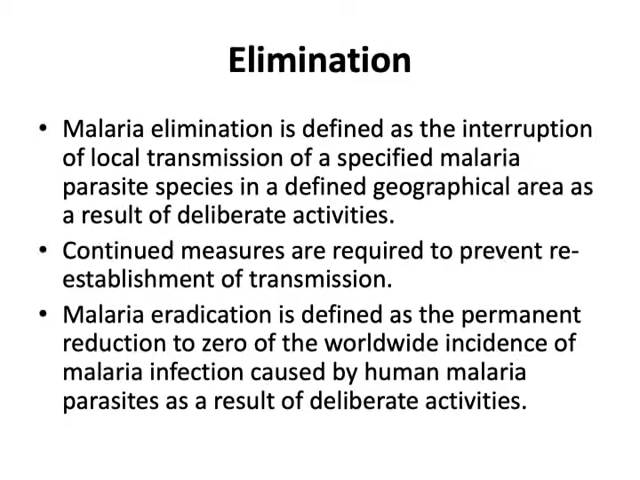 Elimination
• Malaria elimination is defined as the interruption
of local transmission of a specified malaria
parasite species in a defined geographical area as
a result of deliberate activities.
• Continued measures are required to prevent re-
establishment of transmission.
• Malaria eradication is defined as the permanent
reduction to zero of the worldwide incidence of
malaria infection caused by human malaria
parasites as a result of deliberate activities.